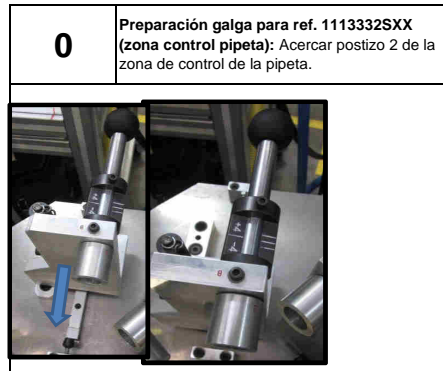 0
Preparación galga para ref. 1113332SXX
(zona control pipeta): Acercar postizo 2 de la
zona de control de la pipeta.